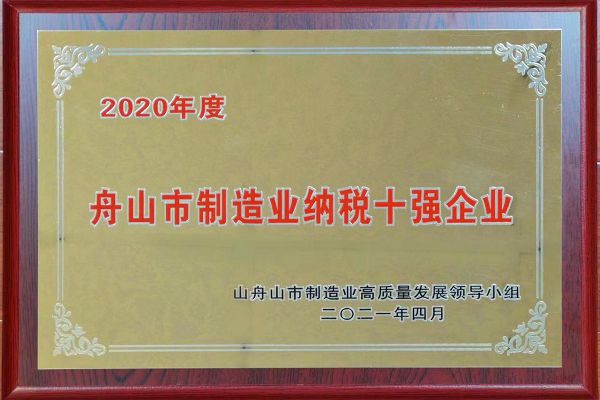 2020年度
舟山市制造业纳税十强企业
山舟山市制造业高质量发展领导小组
二〇二一年四月